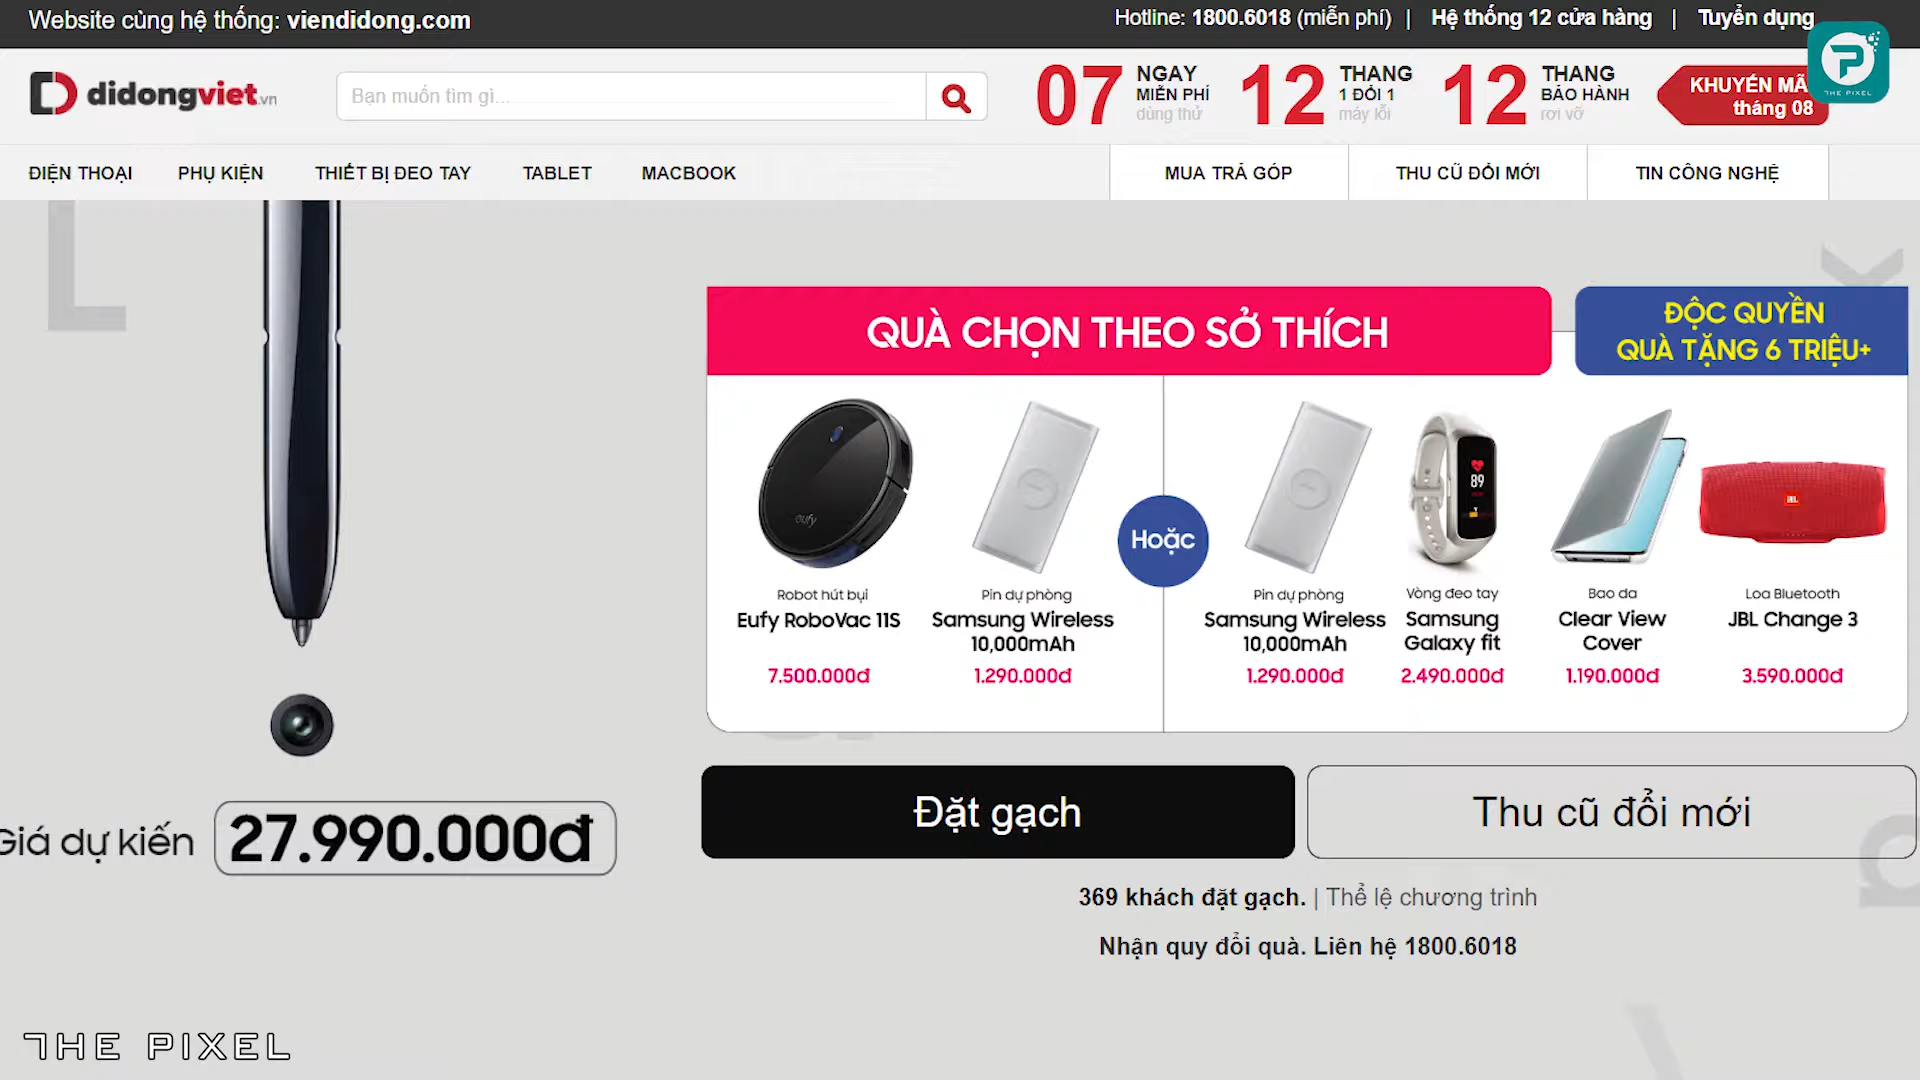 Website cùng hệ thống: viendidong.com
Hotline: 1800.6018 (miễn phí) | Hệ thống 12 cửa hàng | Tuyển dụng
didongviet.vn
Bạn muốn tìm gì...
07 NGAY MIỄN PHÍ dùng thử
12 THANG 1 ĐỔI 1 máy lỗi
12 THANG BẢO HÀNH rơi vỡ
KHUYẾN MÃ
tháng 08
THE PIXEL
ĐIỆN THOẠI PHỤ KIỆN THIẾT BỊ ĐEO TAY TABLET MACBOOK MUA TRẢ GÓP THU CŨ ĐỔI MỚI TIN CÔNG NGHỆ
QUÀ CHỌN THEO SỞ THÍCH
ĐỘC QUYỀN
QUÀ TẶNG 6 TRIỆU+
eufy
89
JBL
Hoặc
Robot hút bụi
Eufy RoboVac 11S
7.500.000đ
Pin dự phòng
Samsung Wireless
10,000mAh
1.290.000đ
Pin dự phòng
Samsung Wireless
10,000mAh
1.290.000đ
Vòng đeo tay
Samsung
Galaxy fit
2.490.000đ
Bao da
Clear View
Cover
1.190.000đ
Loa Bluetooth
JBL Change 3
3.590.000đ
Giá dự kiến 27.990.000đ
Đặt gạch
Thu cũ đổi mới
369 khách đặt gạch. | Thể lệ chương trình
Nhận quy đổi quà. Liên hệ 1800.6018
THE PIXEL